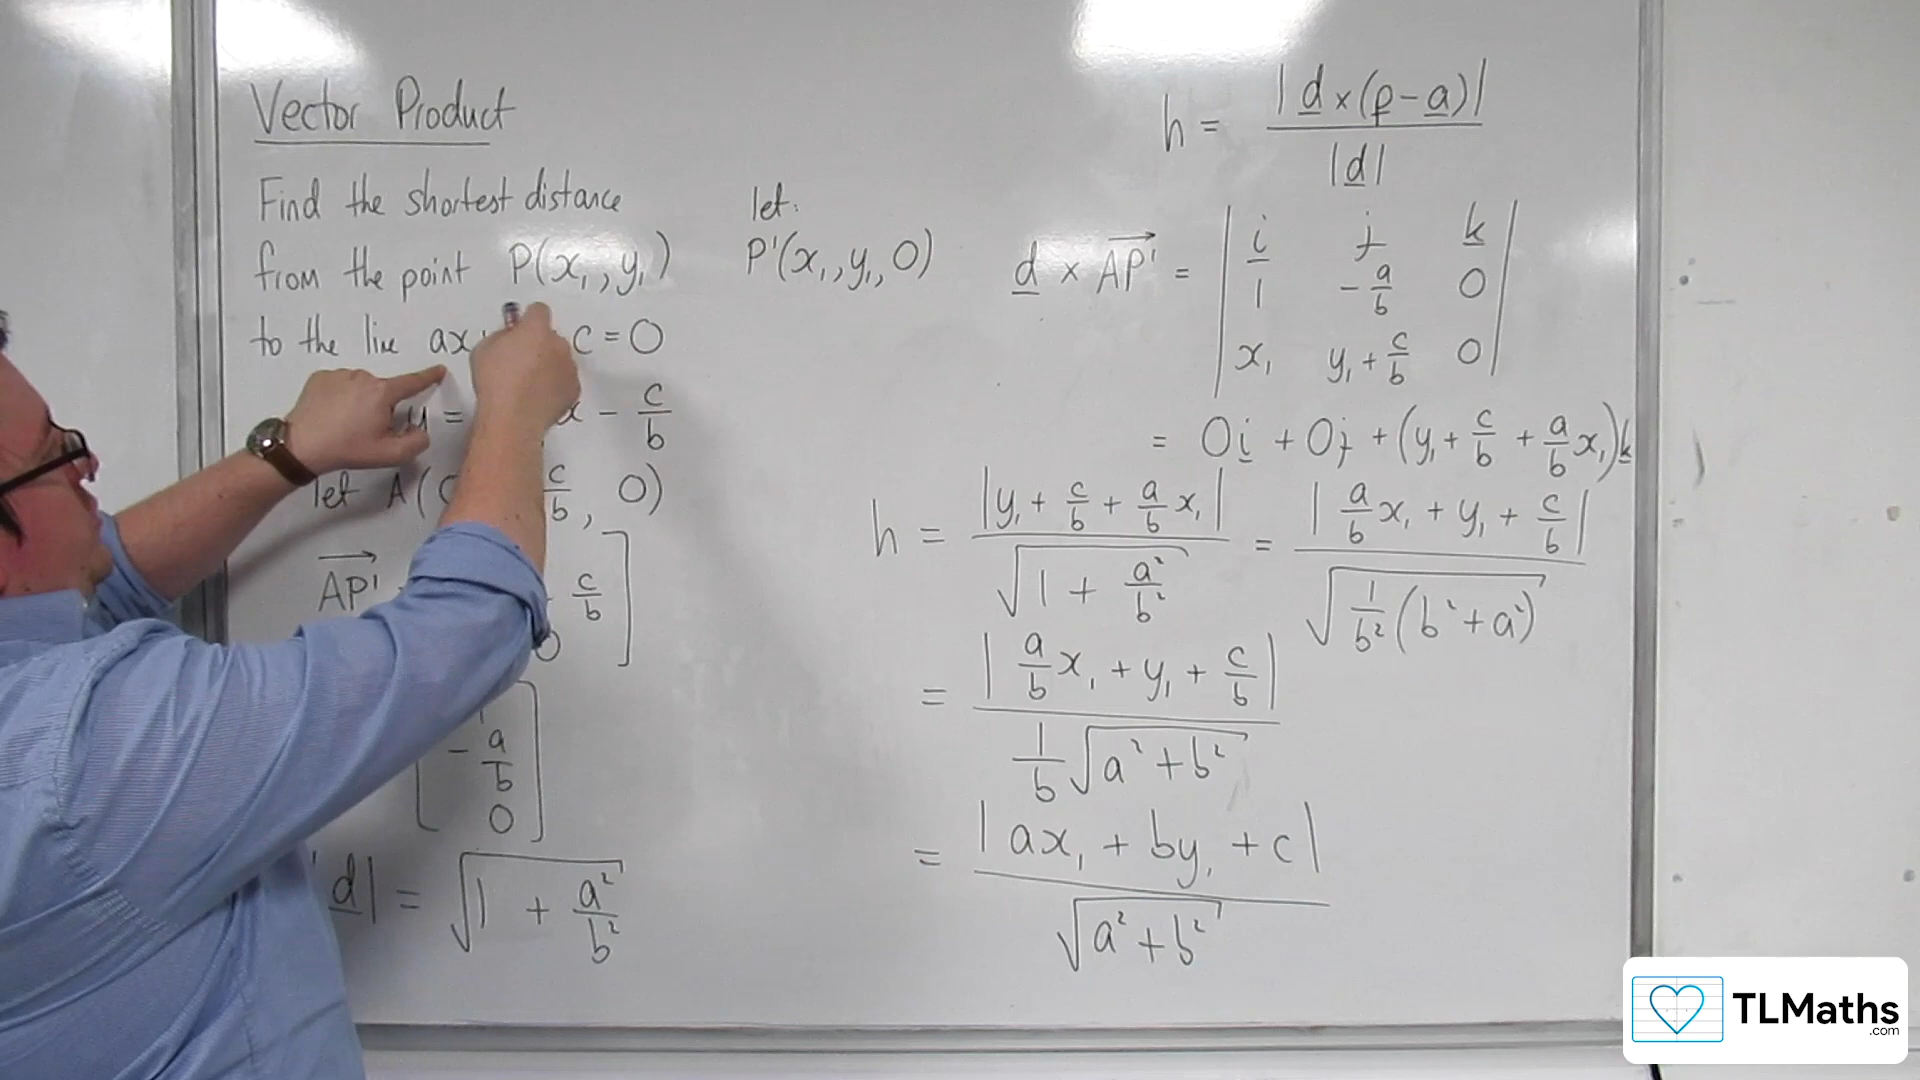 Vector Product
Find the shortest distance
from the point P(x₁, y₁)
to the line ax c = 0
y = x - c/b
let A( c/b, 0)
AP' c/b
0
- a/b
0
d| = √(1 + a²/b²)
let:
P'(x₁, y₁, 0)
h = |d × (p - a)| / |d|
d × AP' = | i j k
1 -a/b 0
x₁ y₁ + c/b 0 |
= 0i + 0j + (y₁ + c/b + a/b x₁)k
h = |y₁ + c/b + a/b x₁| / √(1 + a²/b²) = |a/b x₁ + y₁ + c/b| / √(1/b² (b² + a²))
= |a/b x₁ + y₁ + c/b| / 1/b √(a² + b²)
= |ax₁ + by₁ + c| / √(a² + b²)
TLMaths
.com